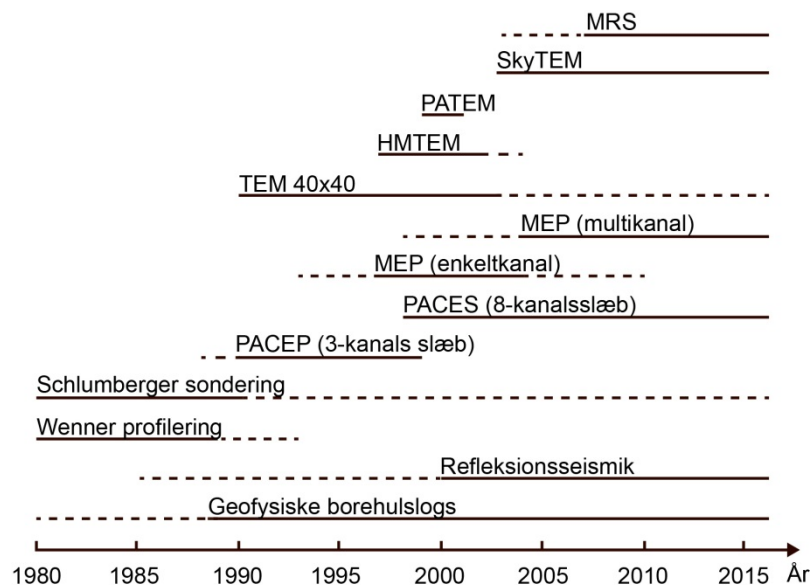 MRS
SkyTEM
PATEM
HMTEM
TEM 40x40
MEP (multikanal)
MEP (enkeltkanal)
PACES (8-kanalsslæb)
PACEP (3-kanals slæb)
Schlumberger sondering
Wenner profilering
Refleksionsseismik
Geofysiske borehulslogs
1980 1985 1990 1995 2000 2005 2010 2015 År